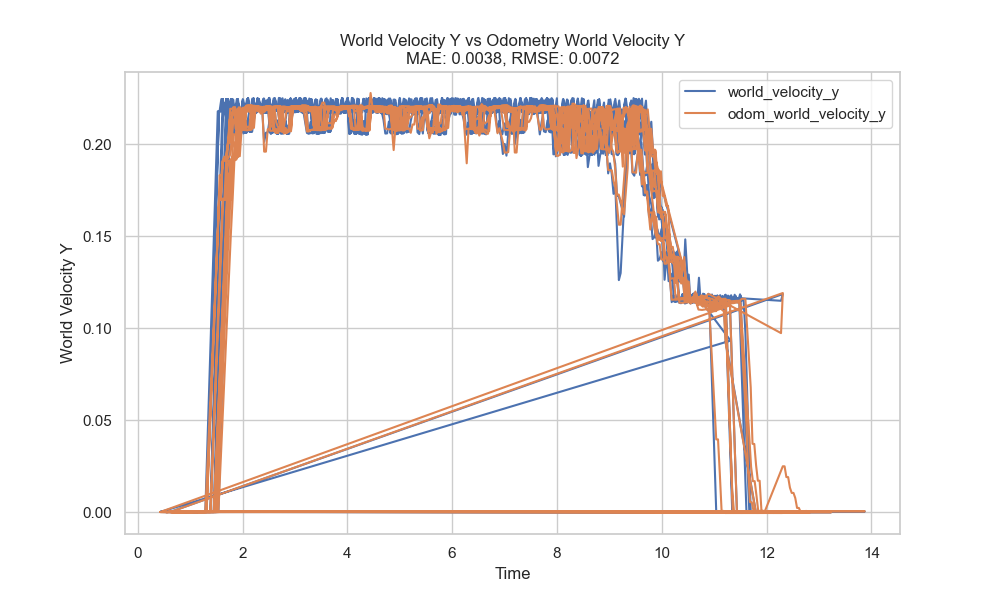 World Velocity Y vs Odometry World Velocity Y
MAE: 0.0038, RMSE: 0.0072
world_velocity_y
odom_world_velocity_y
World Velocity Y
0.20
0.15
0.10
0.05
0.00
0 2 4 6 8 10 12 14
Time